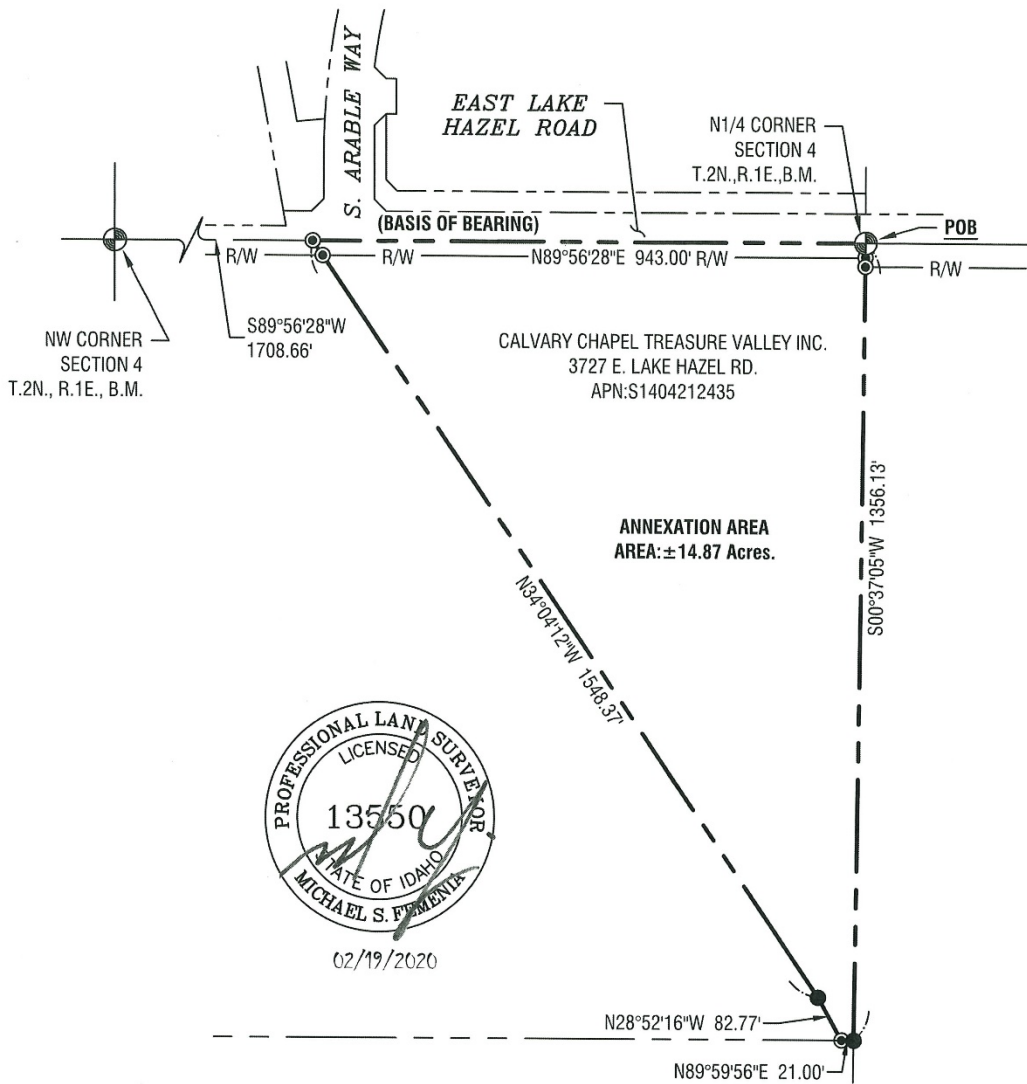 S. ARABLE WAY
EAST LAKE
HAZEL ROAD
N1/4 CORNER
SECTION 4
T.2N.,R.1E.,B.M.
(BASIS OF BEARING)
POB
R/W
R/W
N89°56'28"E 943.00' R/W
R/W
NW CORNER
SECTION 4
T.2N., R.1E., B.M.
S89°56'28"W
1708.66'
CALVARY CHAPEL TREASURE VALLEY INC.
3727 E. LAKE HAZEL RD.
APN:S1404212435
S00°37'05"W 1356.13'
ANNEXATION AREA
AREA:±14.87 Acres.
N34°04'12"W 1548.37'
PROFESSIONAL LAND SURVEYOR
LICENSED
13550
STATE OF IDAHO
MICHAEL S. FEMENIA
02/19/2020
N28°52'16"W 82.77'
N89°59'56"E 21.00'